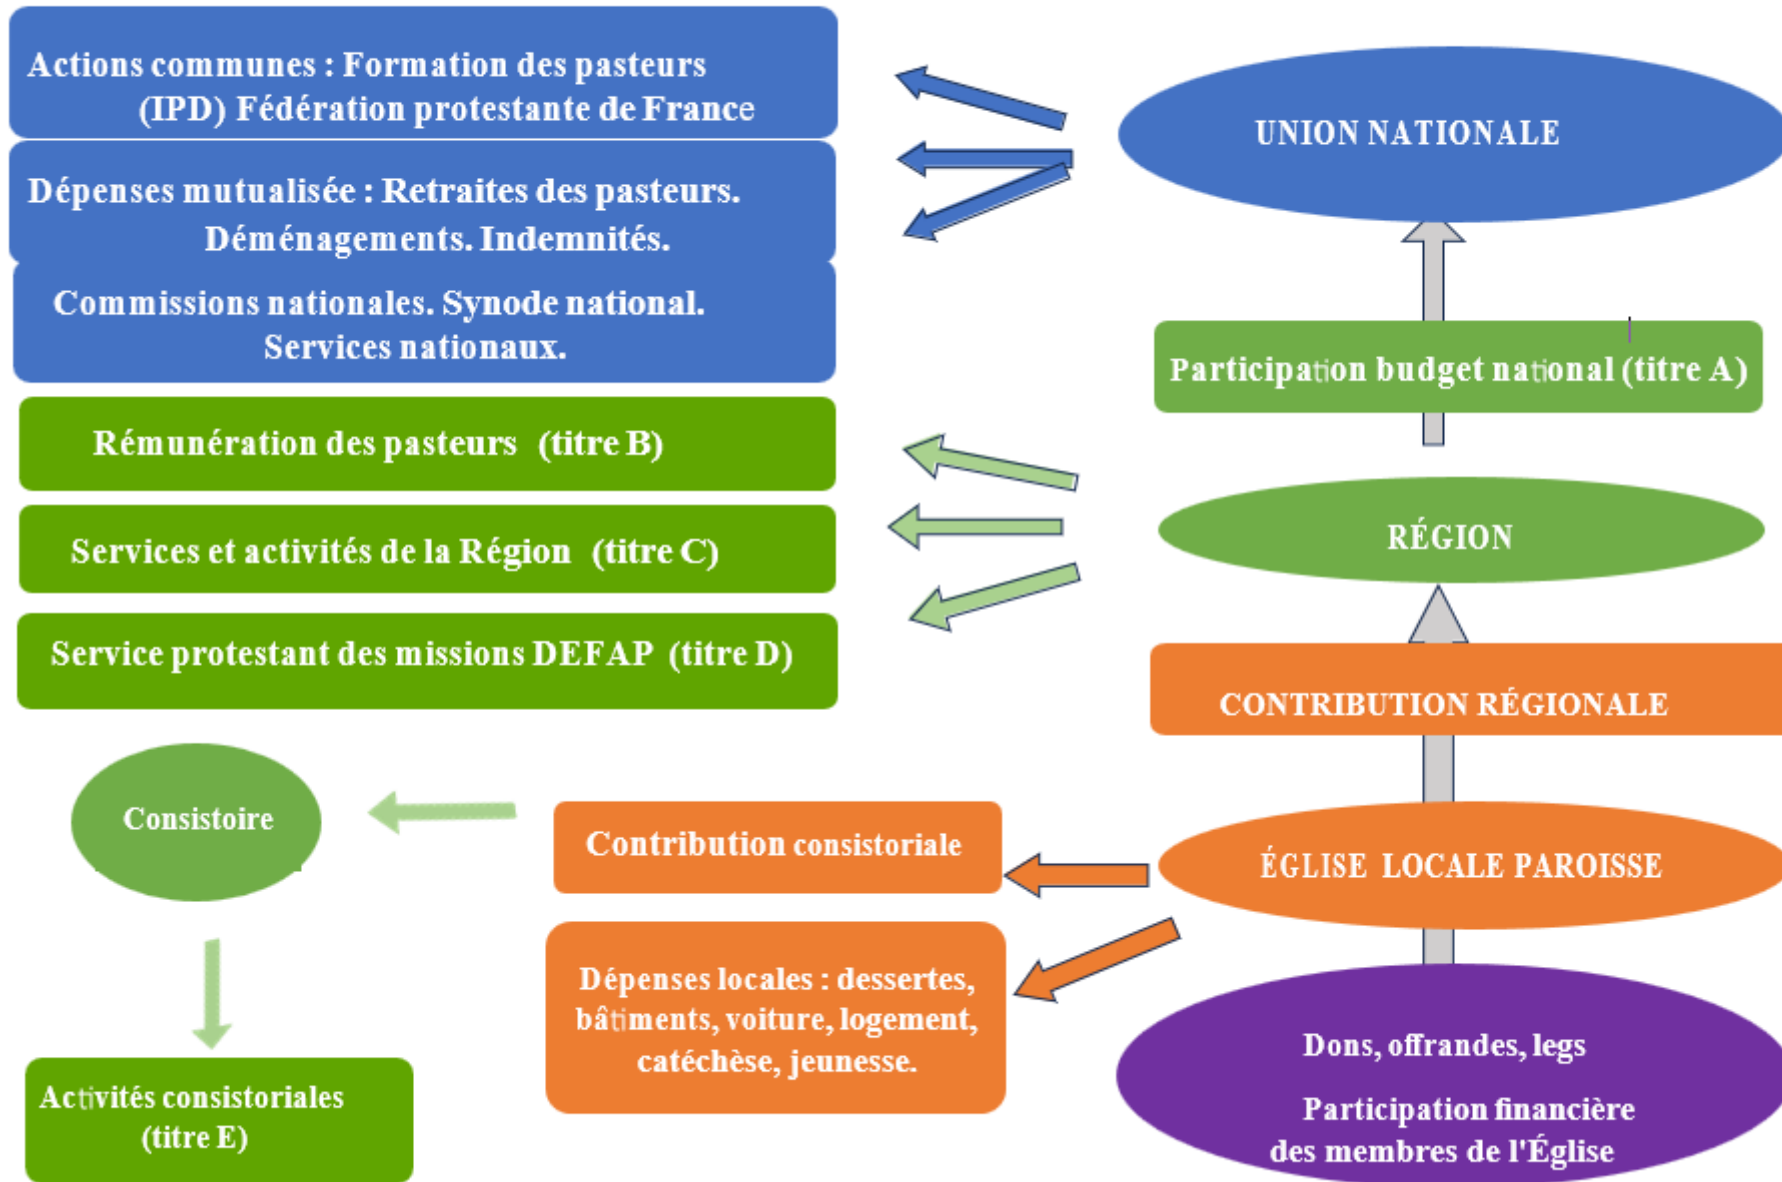 Actions communes : Formation des pasteurs
(IPD) Fédération protestante de France
Dépenses mutualisée : Retraites des pasteurs.
Déménagements. Indemnités.
Commissions nationales. Synode national.
Services nationaux.
Rémunération des pasteurs (titre B)
Services et activités de la Région (titre C)
Service protestant des missions DEFAP (titre D)
UNION NATIONALE
Participation budget national (titre A)
RÉGION
CONTRIBUTION RÉGIONALE
ÉGLISE LOCALE PAROISSE
Dons, offrandes, legs
Participation financière
des membres de l'Église
Contribution consistoriale
Dépenses locales : dessertes,
bâtiments, voiture, logement,
catéchèse, jeunesse.
Consistoire
Activités consistoriales
(titre E)